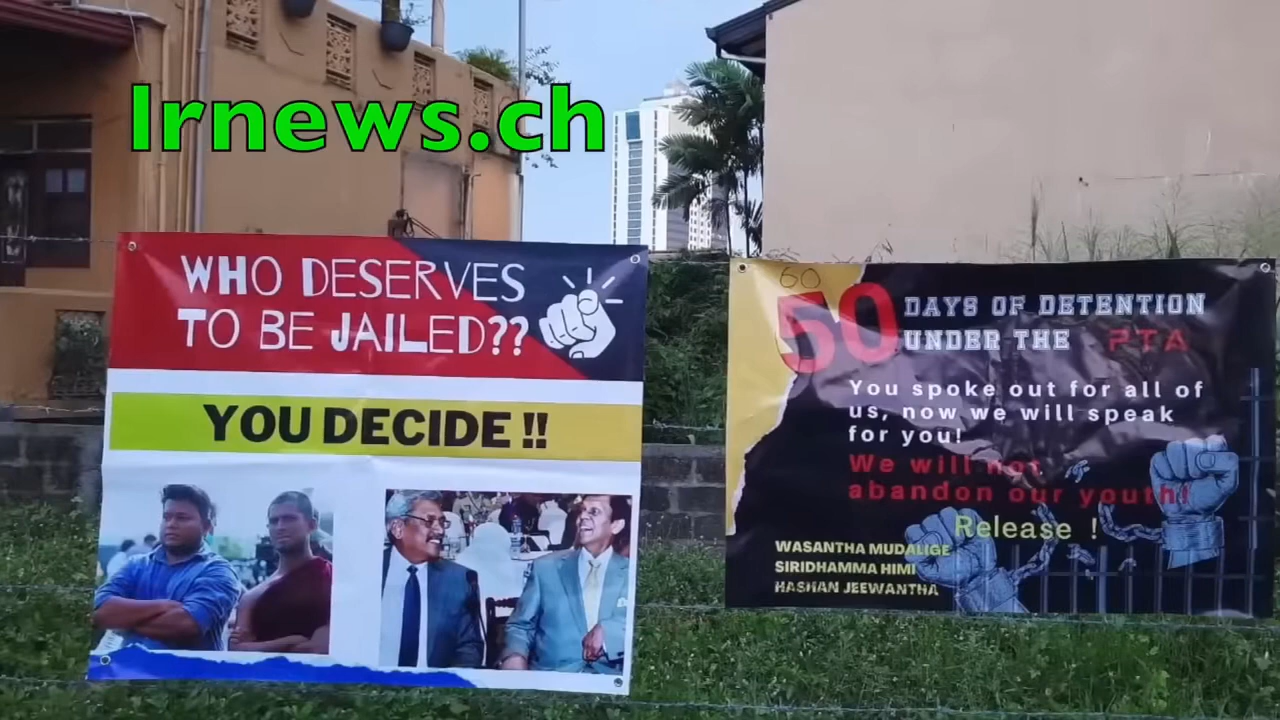 lrnews.ch
WHO DESERVES
TO BE JAILED??
YOU DECIDE !!
60
50 DAYS OF DETENTION
UNDER THE PTA
You spoke out for all of
us, now we will speak
for you!
We will not
abandon our youth!
Release !
WASANTHA MUDALIGE
SIRIDHAMMA HIMI
HASHAN JEEWANTHA